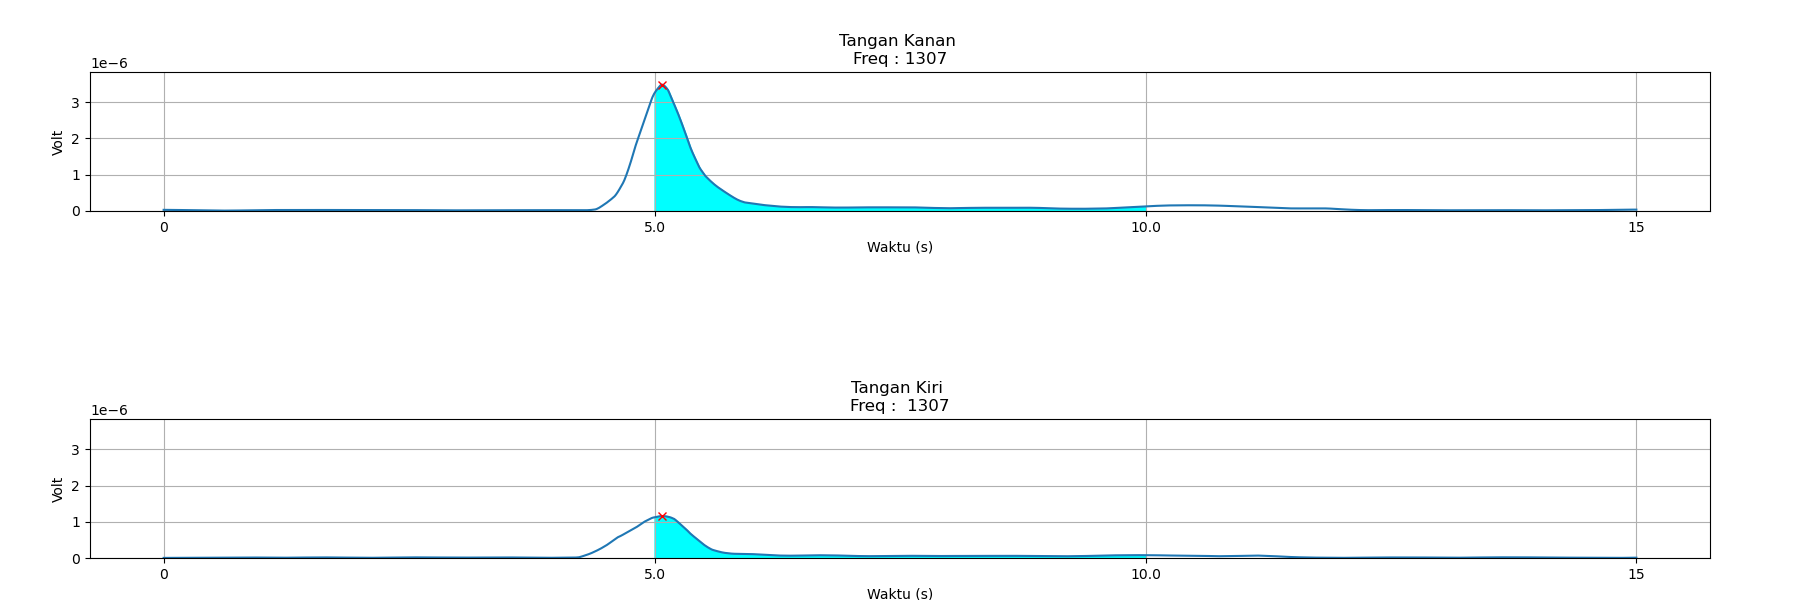 Tangan Kanan
Freq : 1307
1e−6
3
2
1
0
Volt
0 5.0 10.0 15
Waktu (s)
Tangan Kiri
Freq :  1307
1e−6
3
2
1
0
Volt
0 5.0 10.0 15
Waktu (s)